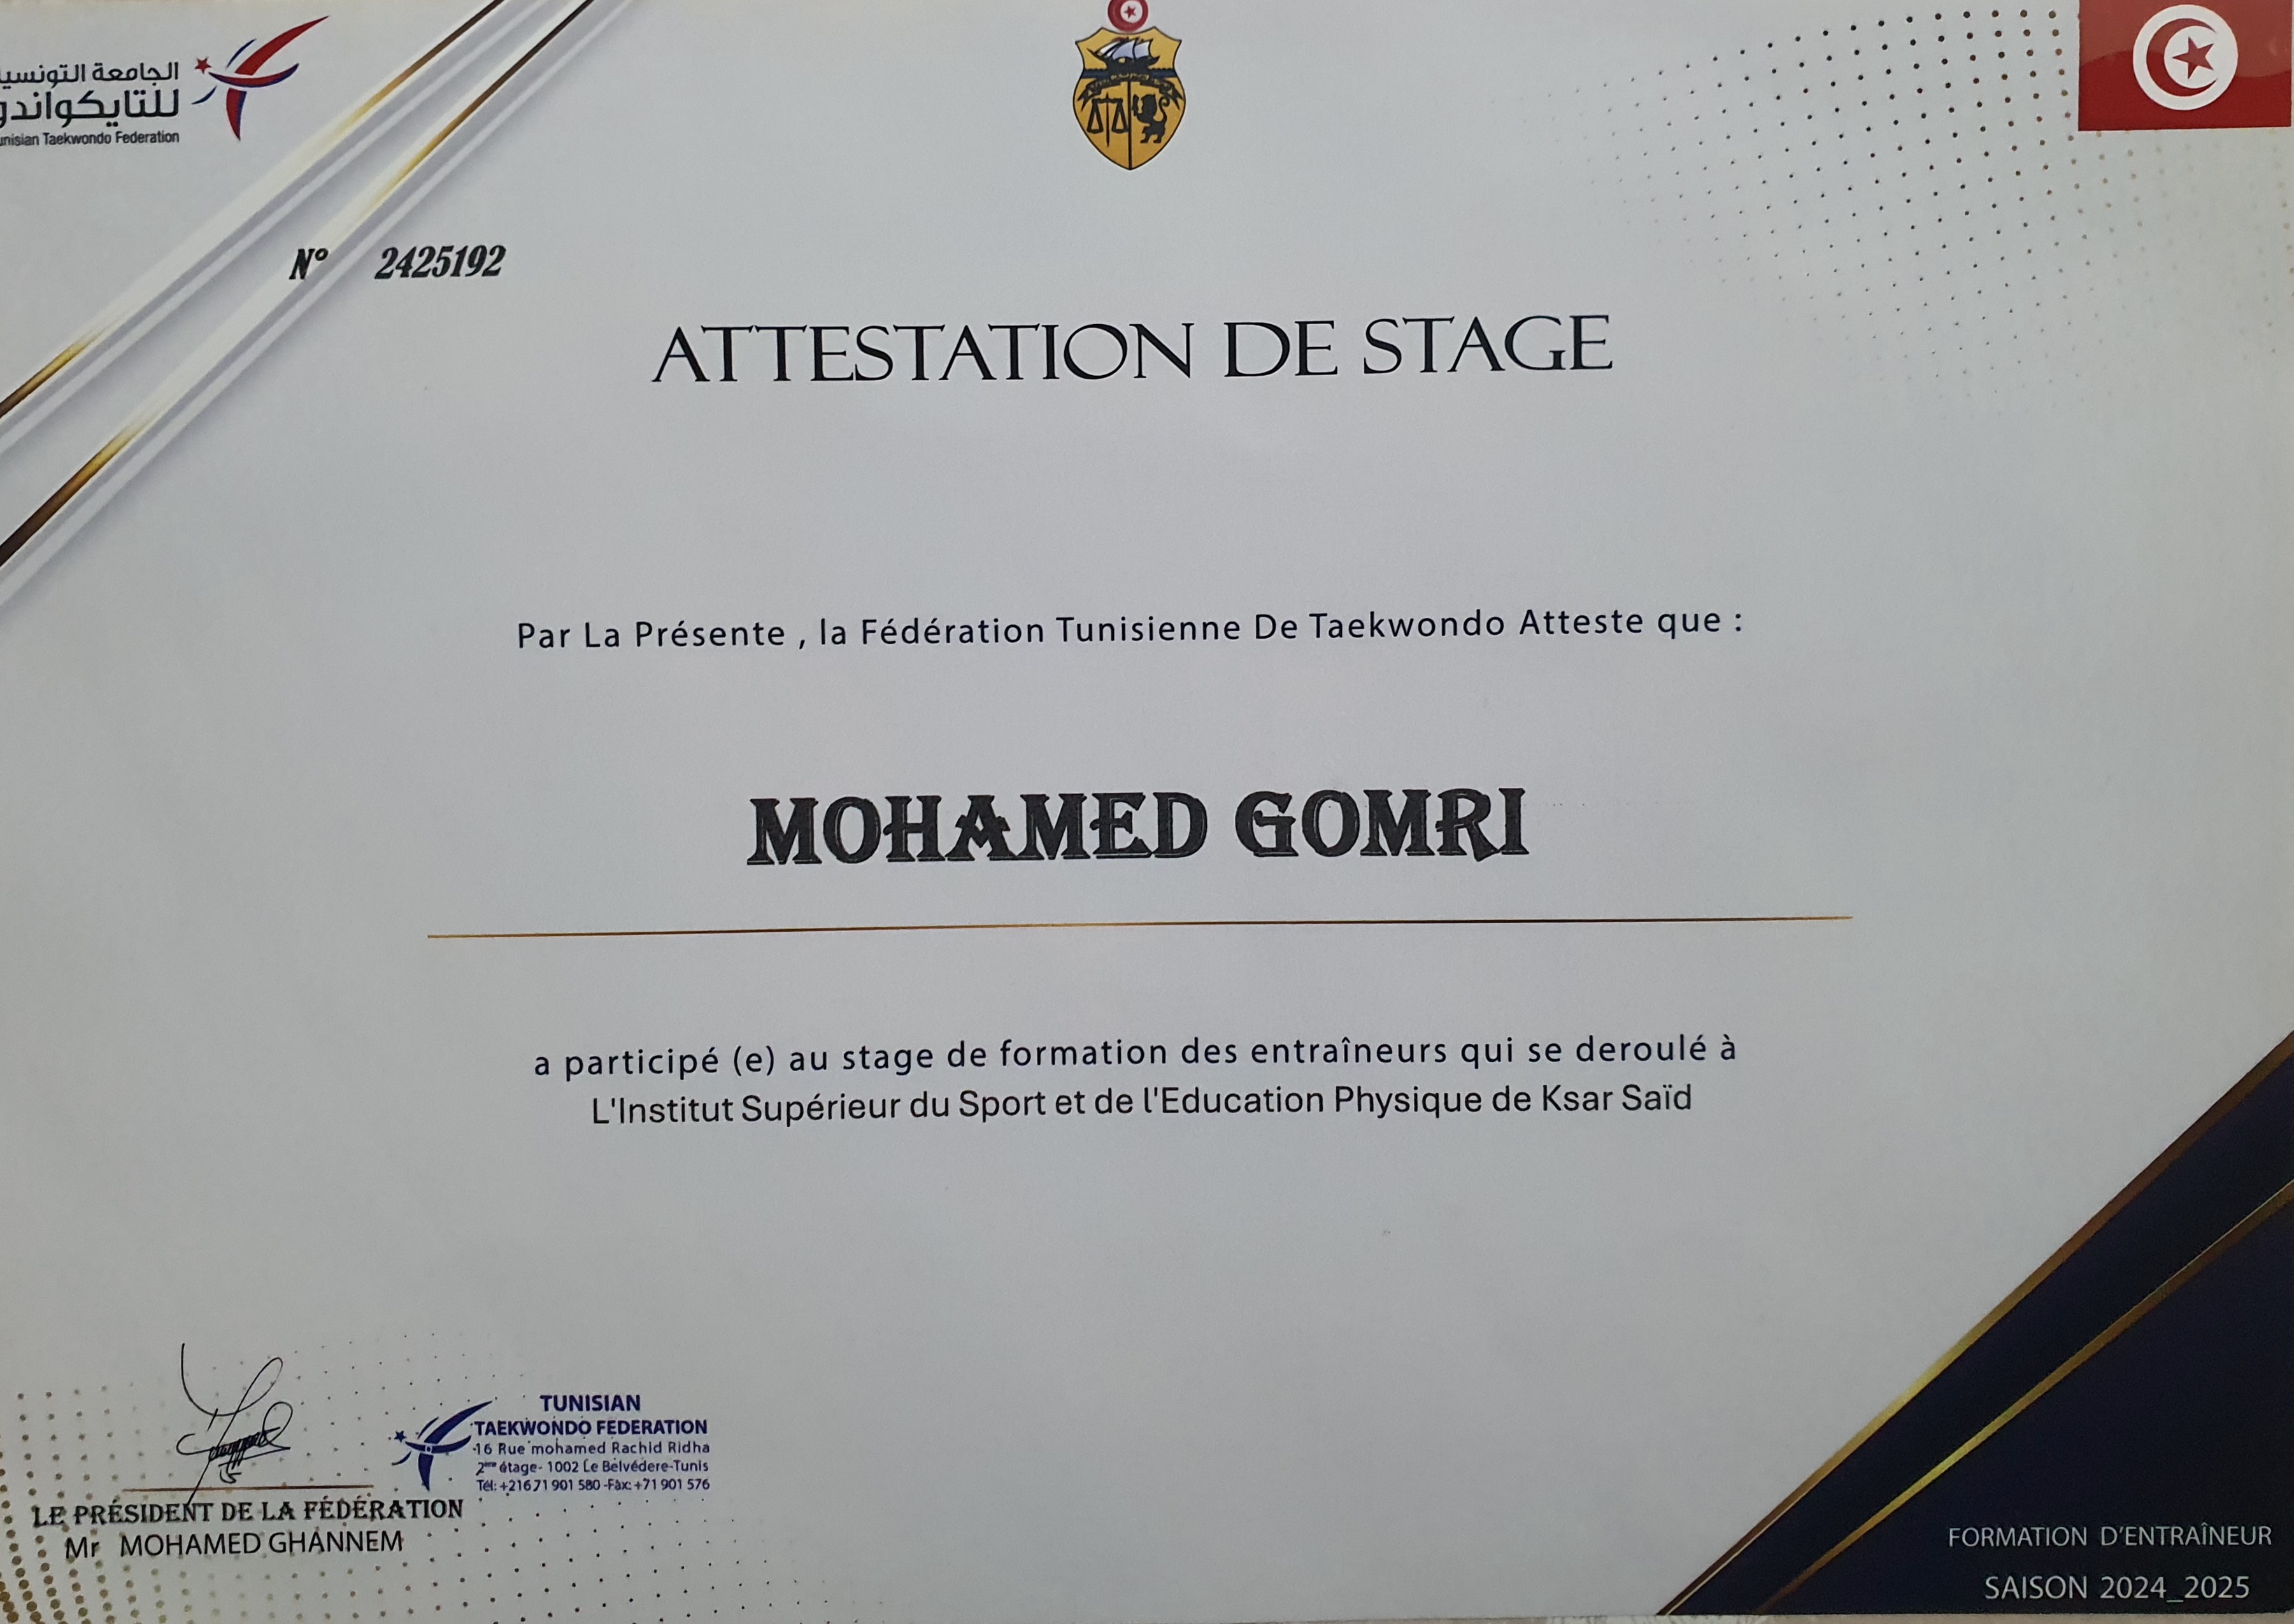 الجامعة التونسية
للتايكواندو
Tunisian Taekwondo Federation
N° 2425192
ATTESTATION DE STAGE
Par La Présente , la Fédération Tunisienne De Taekwondo Atteste que :
MOHAMED GOMRI
a participé (e) au stage de formation des entraîneurs qui se deroulé à
L'Institut Supérieur du Sport et de l'Education Physique de Ksar Saïd
TUNISIAN
TAEKWONDO FEDERATION
16 Rue mohamed Rachid Ridha
2ème étage- 1002 Le Belvédere-Tunis
Tél: +216 71 901 580 -Fax: +71 901 576
LE PRÉSIDENT DE LA FÉDÉRATION
Mr MOHAMED GHANNEM
FORMATION D'ENTRAÎNEUR
SAISON 2024_2025